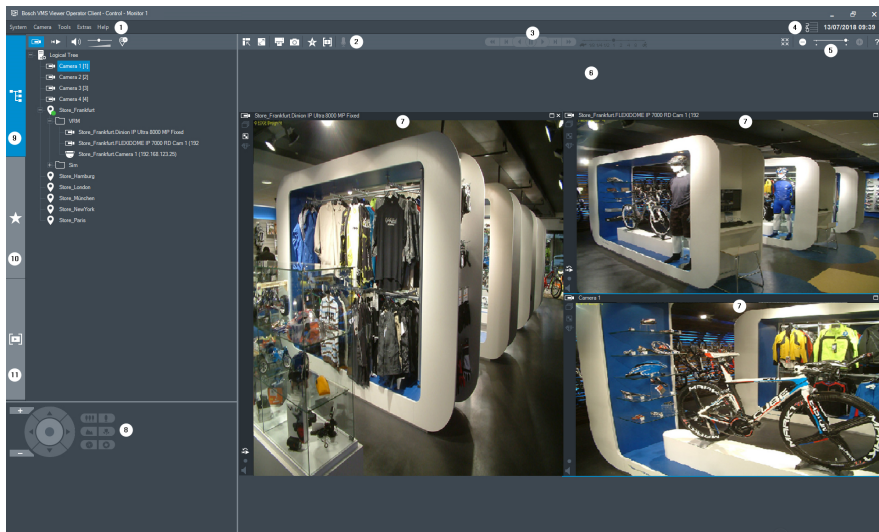 Bosch VMS Viewer Operator Client - Control - Monitor 1
System Camera Tools Extras Help 1
2
3
4
13/07/2018 09:39
5
6
Logical Tree
Camera 1 [1]
Camera 2 [2]
Camera 3 [3]
Camera 4 [4]
Store_Frankfurt
VRM
Store_Frankfurt.Dinion IP Ultra 8000 MP Fixed
Store_Frankfurt.FLEXIDOME IP 7000 RD Cam 1 (192
Store_Frankfurt.Camera 1 (192.168.123.25)
Sim
Store_Hamburg
Store_London
Store_München
Store_NewYork
Store_Paris
9
10
11
8
Store_Frankfurt.Dinion IP Ultra 8000 MP Fixed
7
Store_Frankfurt.FLEXIDOME IP 7000 RD Cam 1 (192
7
Camera 1
7
CUBE